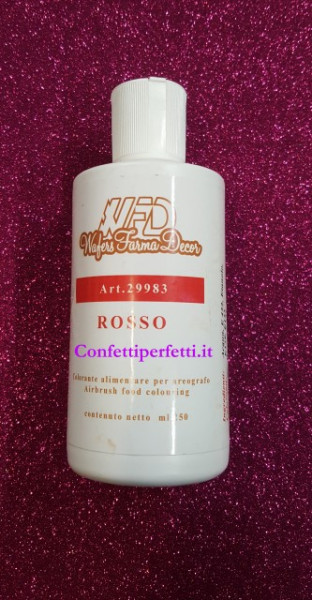 WFD
Wafers Farma Decor
Art.29983
ROSSO
Confettiperfetti.it
Colorante alimentare per areografo
Airbrush food colouring
contenuto netto ml 250